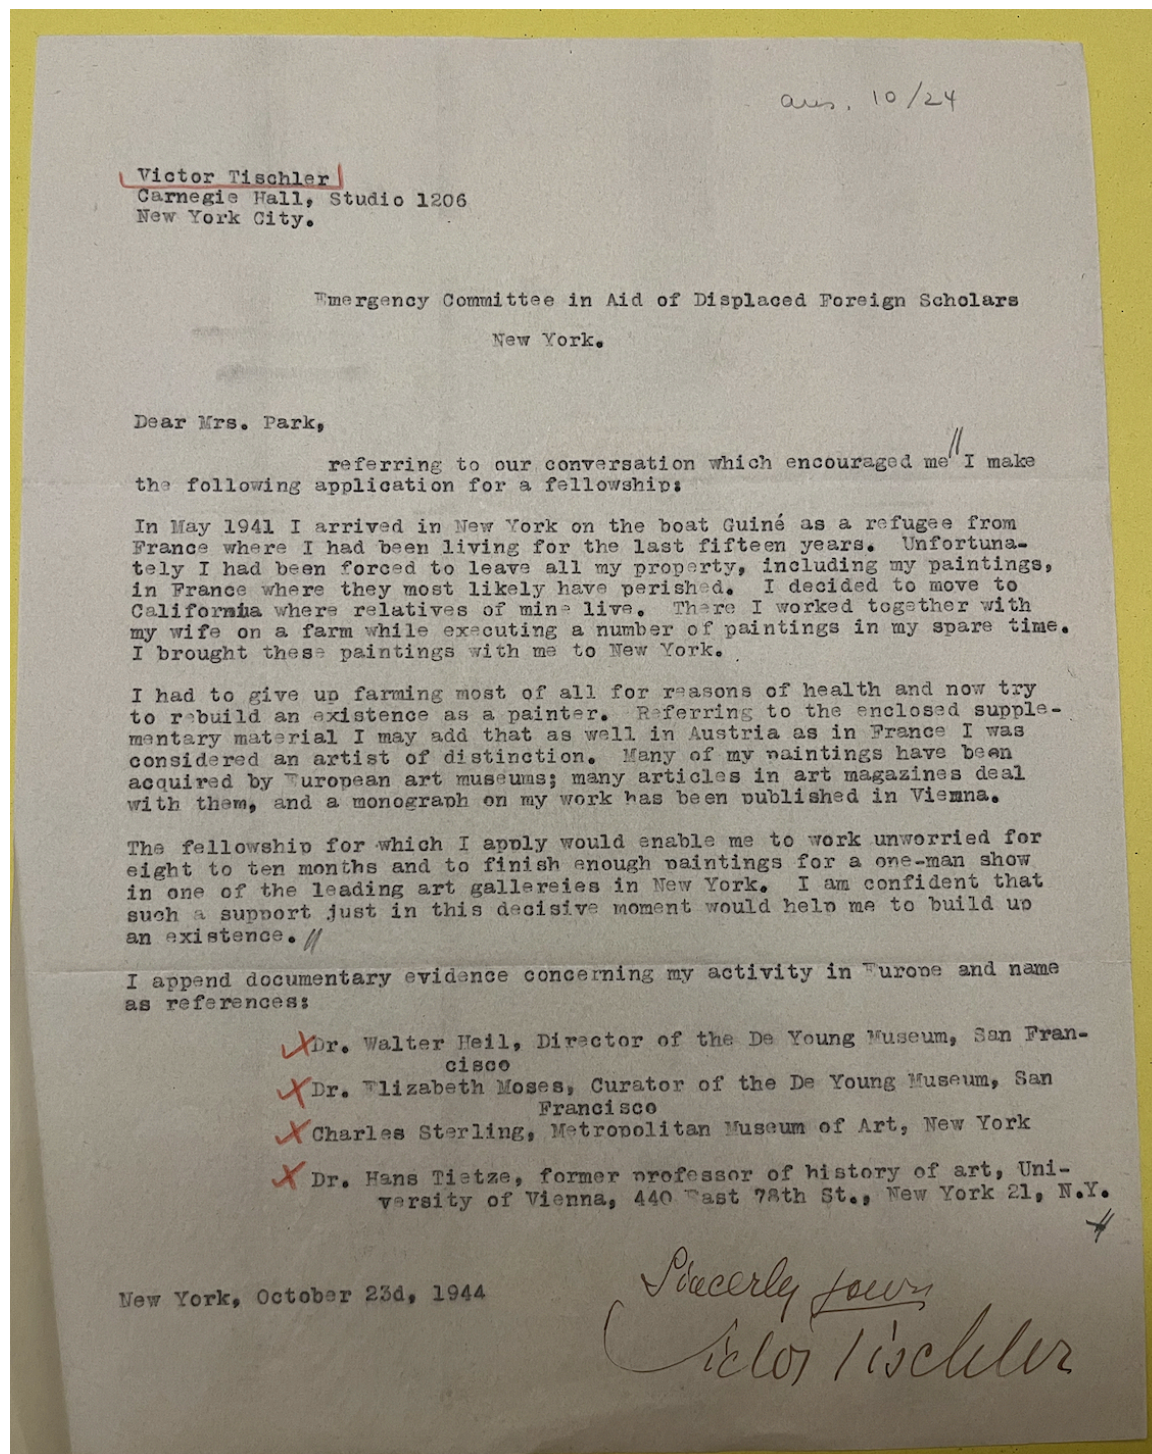 ans. 10/24
Victor Tischler
Carnegie Hall, Studio 1206
New York City.
Emergency Committee in Aid of Displaced Foreign Scholars
New York.
Dear Mrs. Park,
referring to our conversation which encouraged me // I make
the following application for a fellowship:
In May 1941 I arrived in New York on the boat Guiné as a refugee from
France where I had been living for the last fifteen years. Unfortuna-
tely I had been forced to leave all my property, including my paintings,
in France where they most likely have perished. I decided to move to
California where relatives of mine live. There I worked together with
my wife on a farm while executing a number of paintings in my spare time.
I brought these paintings with me to New York.
I had to give up farming most of all for reasons of health and now try
to rebuild an existence as a painter. Referring to the enclosed supple-
mentary material I may add that as well in Austria as in France I was
considered an artist of distinction. Many of my paintings have been
acquired by European art museums; many articles in art magazines deal
with them, and a monograph on my work has been published in Vienna.
The fellowship for which I apply would enable me to work unworried for
eight to ten months and to finish enough paintings for a one-man show
in one of the leading art gallereies in New York. I am confident that
such a support just in this decisive moment would help me to build up
an existence. //
I append documentary evidence concerning my activity in Europe and name
as references:
Dr. Walter Heil, Director of the De Young Museum, San Fran-
cisco
Dr. Elizabeth Moses, Curator of the De Young Museum, San
Francisco
Charles Sterling, Metropolitan Museum of Art, New York
Dr. Hans Tietze, former professor of history of art, Uni-
versity of Vienna, 440 East 78th St., New York 21, N.Y.
New York, October 23d, 1944
Sincerely yours
Victor Tischler